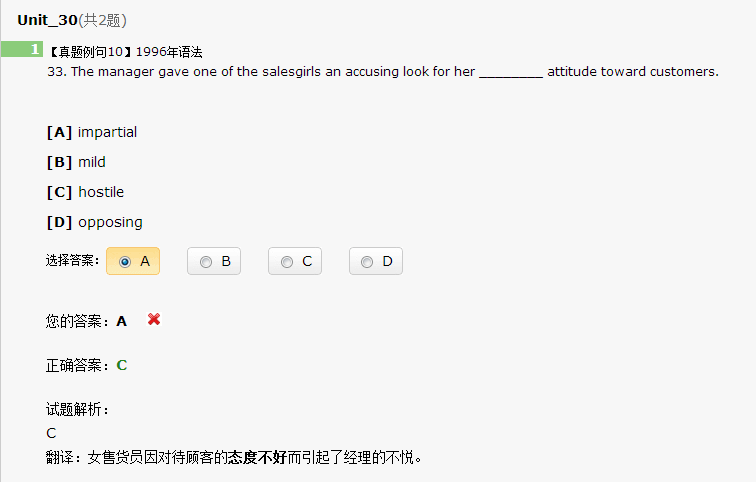 Unit_30(共2题)
1 【真题例句10】1996年语法
33. The manager gave one of the salesgirls an accusing look for her ________ attitude toward customers.
[A] impartial
[B] mild
[C] hostile
[D] opposing
选择答案: A B C D
您的答案：A
正确答案：C
试题解析：
C
翻译：女售货员因对待顾客的态度不好而引起了经理的不悦。